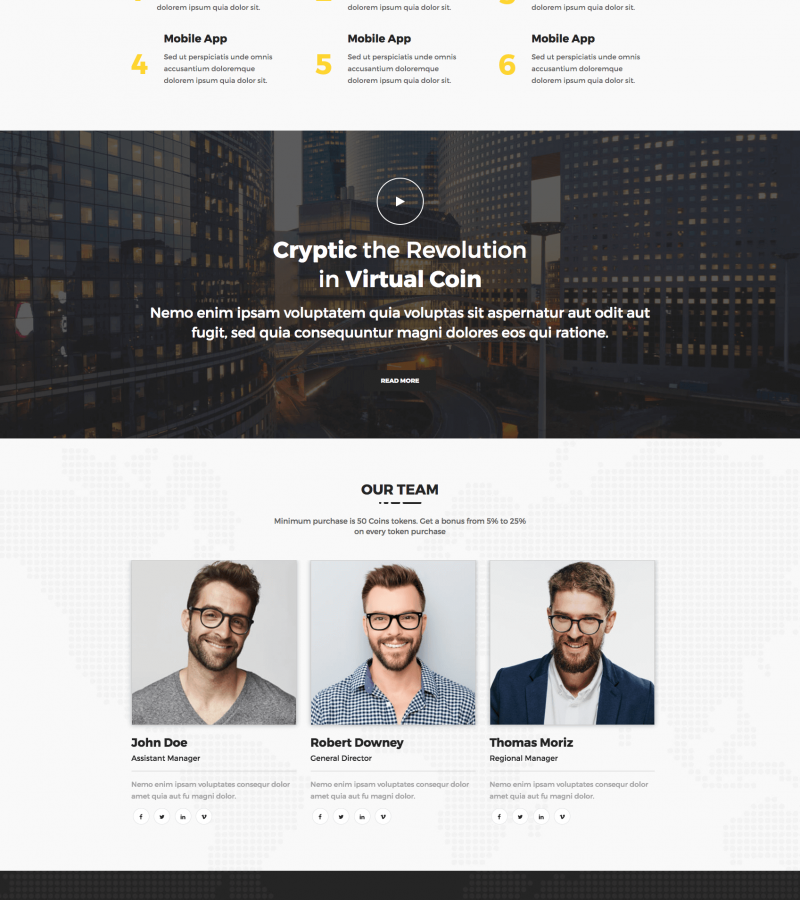 dolorem ipsum quia dolor sit.
dolorem ipsum quia dolor sit.
dolorem ipsum quia dolor sit.
4
Mobile App
Sed ut perspiciatis unde omnis
accusantium doloremque
dolorem ipsum quia dolor sit.
5
Mobile App
Sed ut perspiciatis unde omnis
accusantium doloremque
dolorem ipsum quia dolor sit.
6
Mobile App
Sed ut perspiciatis unde omnis
accusantium doloremque
dolorem ipsum quia dolor sit.
Cryptic the Revolution
in Virtual Coin
Nemo enim ipsam voluptatem quia voluptas sit aspernatur aut odit aut
fugit, sed quia consequuntur magni dolores eos qui ratione.
READ MORE
OUR TEAM
Minimum purchase is 50 Coins tokens. Get a bonus from 5% to 25%
on every token purchase
John Doe
Assistant Manager
Nemo enim ipsam voluptates consequr dolor
amet quia aut fu magni dolor.
Robert Downey
General Director
Nemo enim ipsam voluptates consequr dolor
amet quia aut fu magni dolor.
Thomas Moriz
Regional Manager
Nemo enim ipsam voluptates consequr dolor
amet quia aut fu magni dolor.